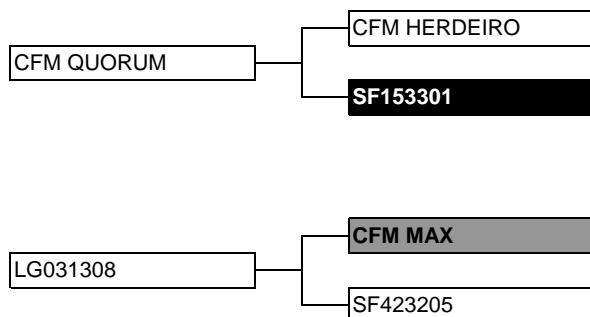 CFM HERDEIRO
CFM QUORUM
SF153301
CFM MAX
LG031308
SF423205